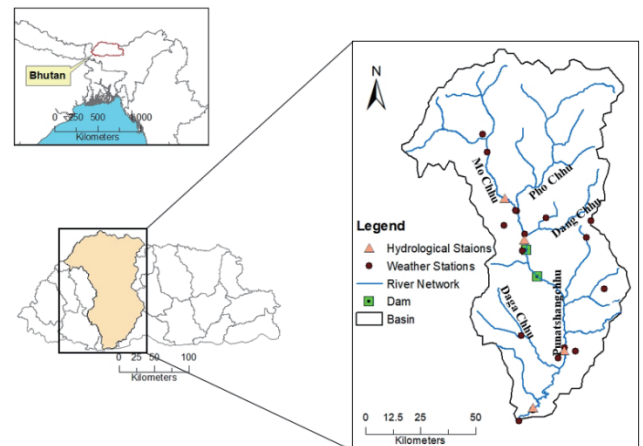 Bhutan
0 250 500 1,000
Kilometers
0 25 50 100
Kilometers
N
Mo Chhu
Pho Chhu
Dang Chhu
Daga Chhu
Punatshangchhu
Legend
Hydrological Staions
Weather Stations
River Network
Dam
Basin
0 12.5 25 50
Kilometers